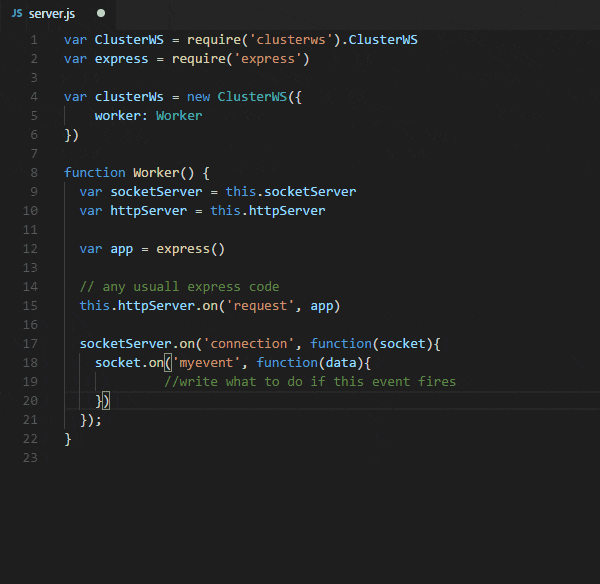 JS server.js
1 var ClusterWS = require('clusterws').ClusterWS
2 var express = require('express')
3
4 var clusterWs = new ClusterWS({
5     worker: Worker
6 })
7
8 function Worker() {
9   var socketServer = this.socketServer
10   var httpServer = this.httpServer
11
12   var app = express()
13
14   // any usuall express code
15   this.httpServer.on('request', app)
16
17   socketServer.on('connection', function(socket){
18     socket.on('myevent', function(data){
19              //write what to do if this event fires
20     })
21   });
22 }
23